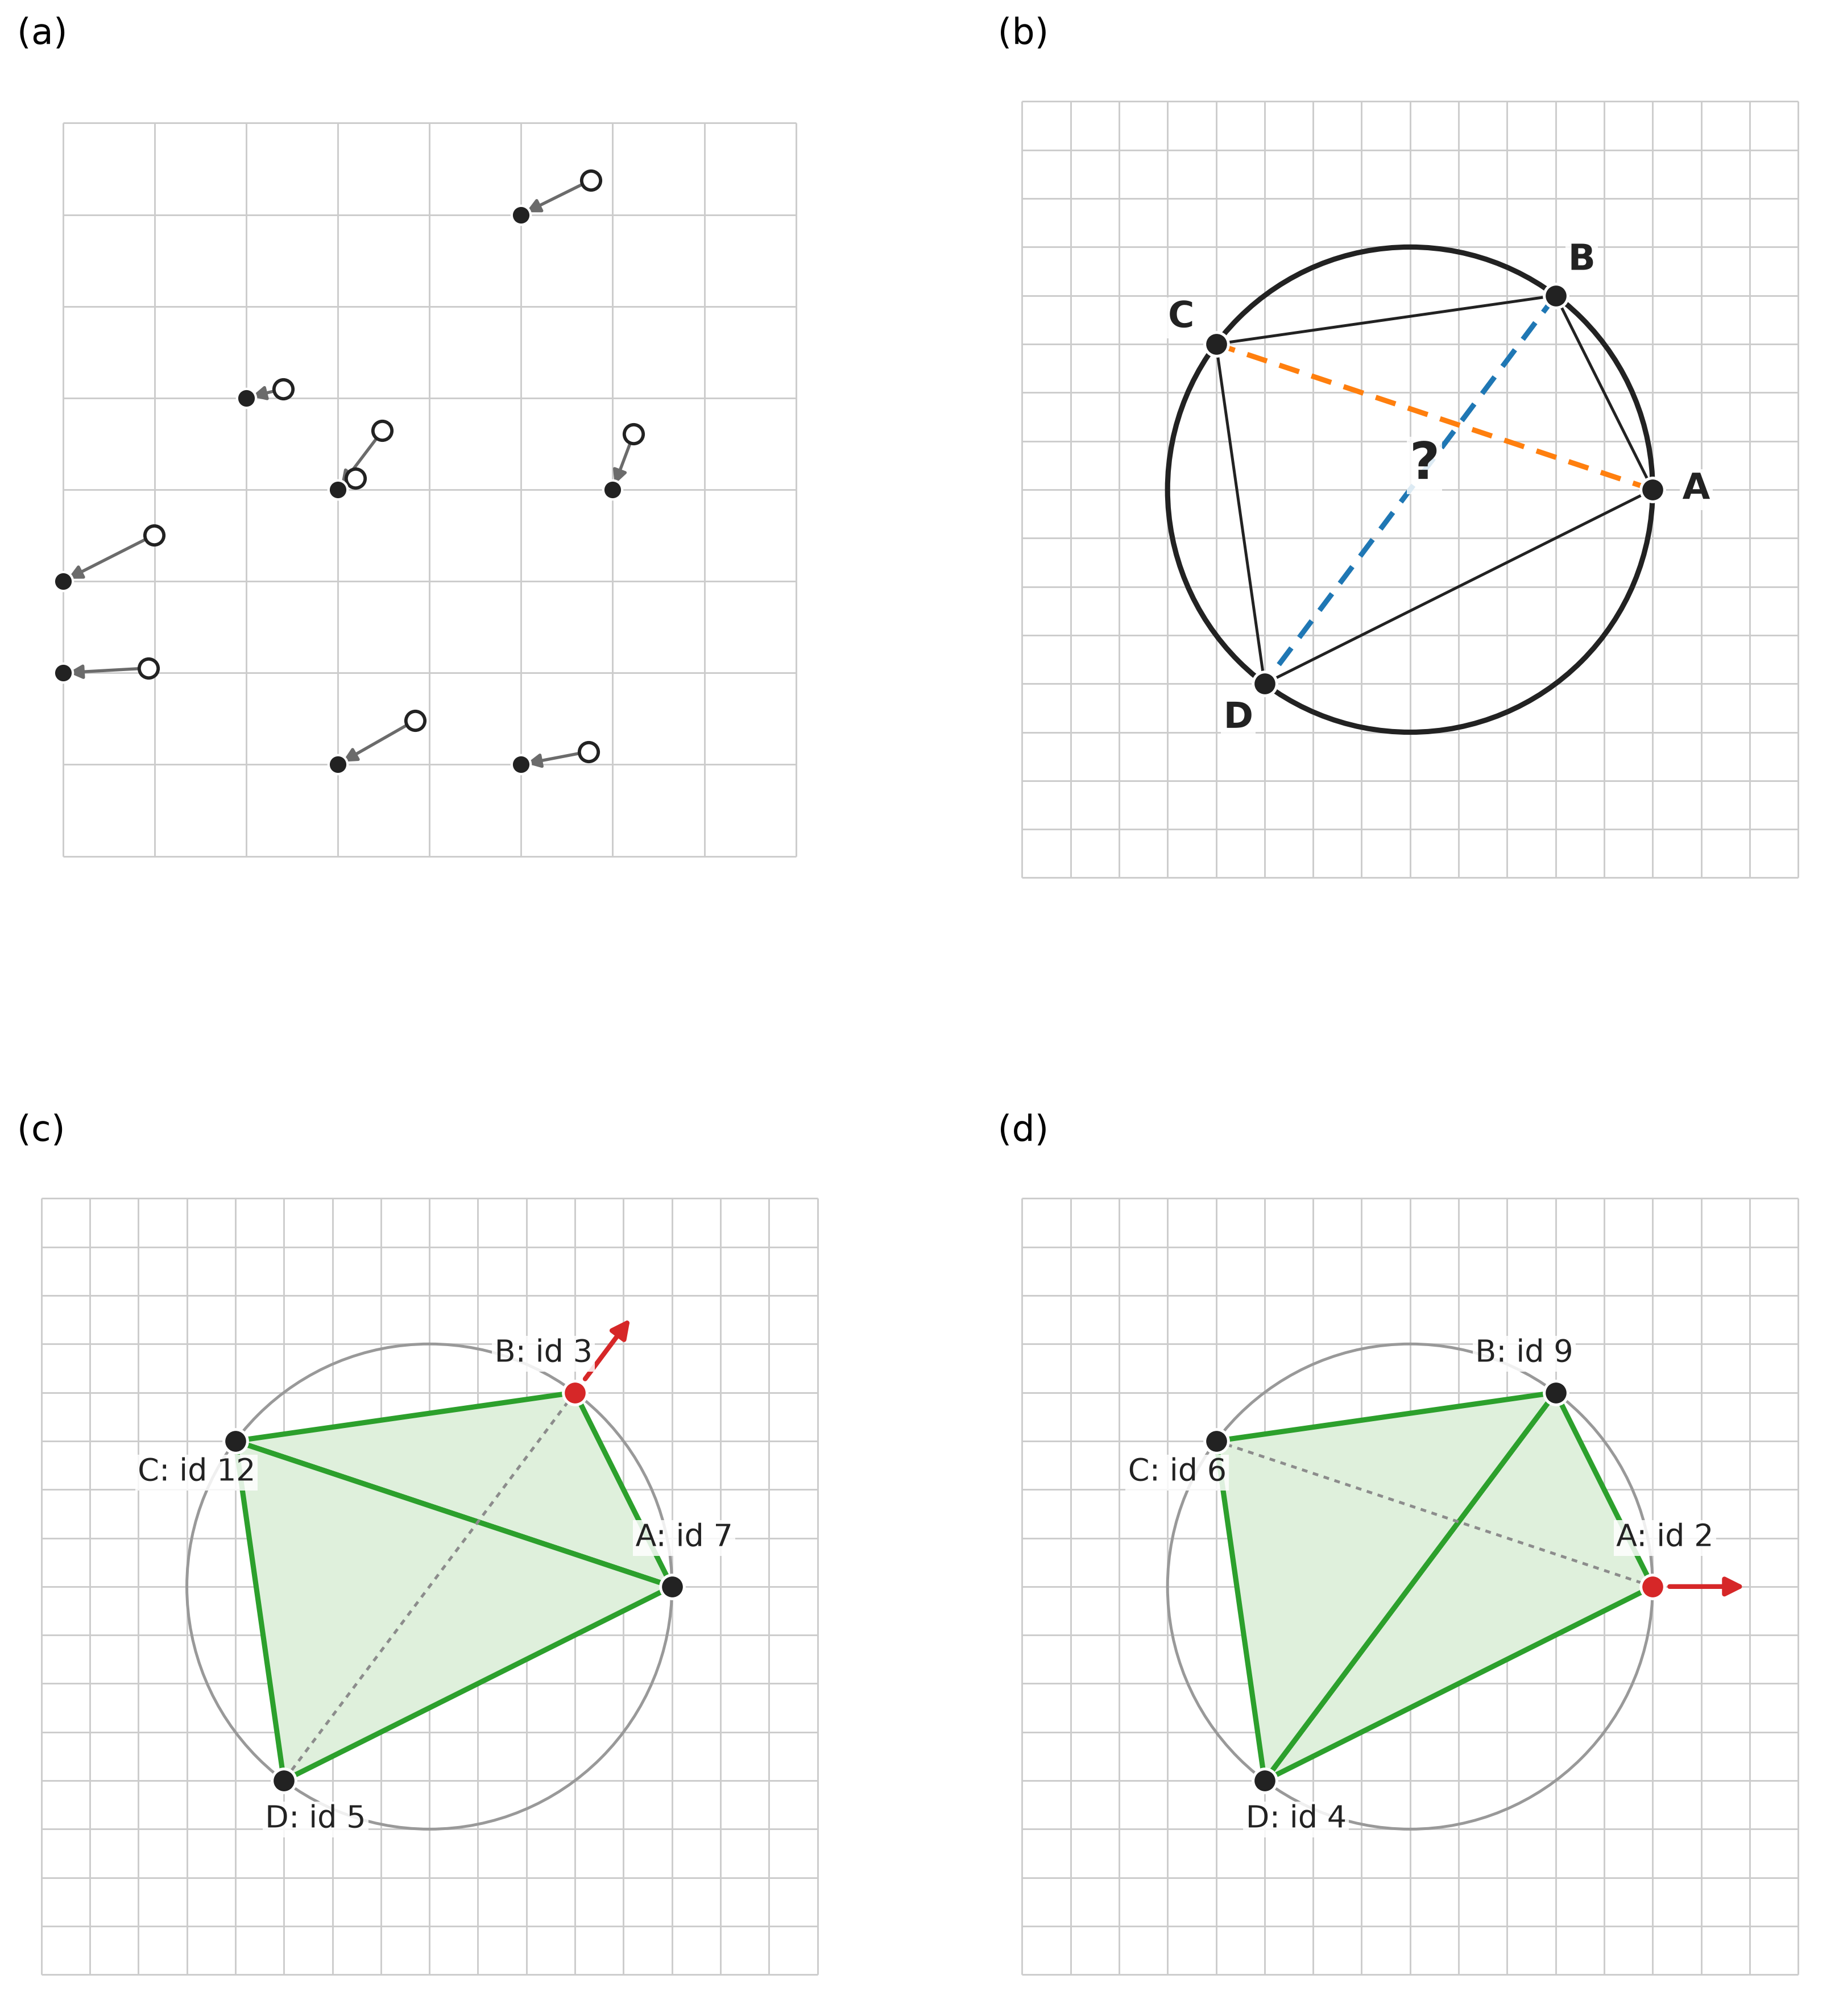 (a)
(b)
B
C
?
A
D
(c)
(d)
B: id 3
C: id 12
A: id 7
D: id 5
B: id 9
C: id 6
A: id 2
D: id 4